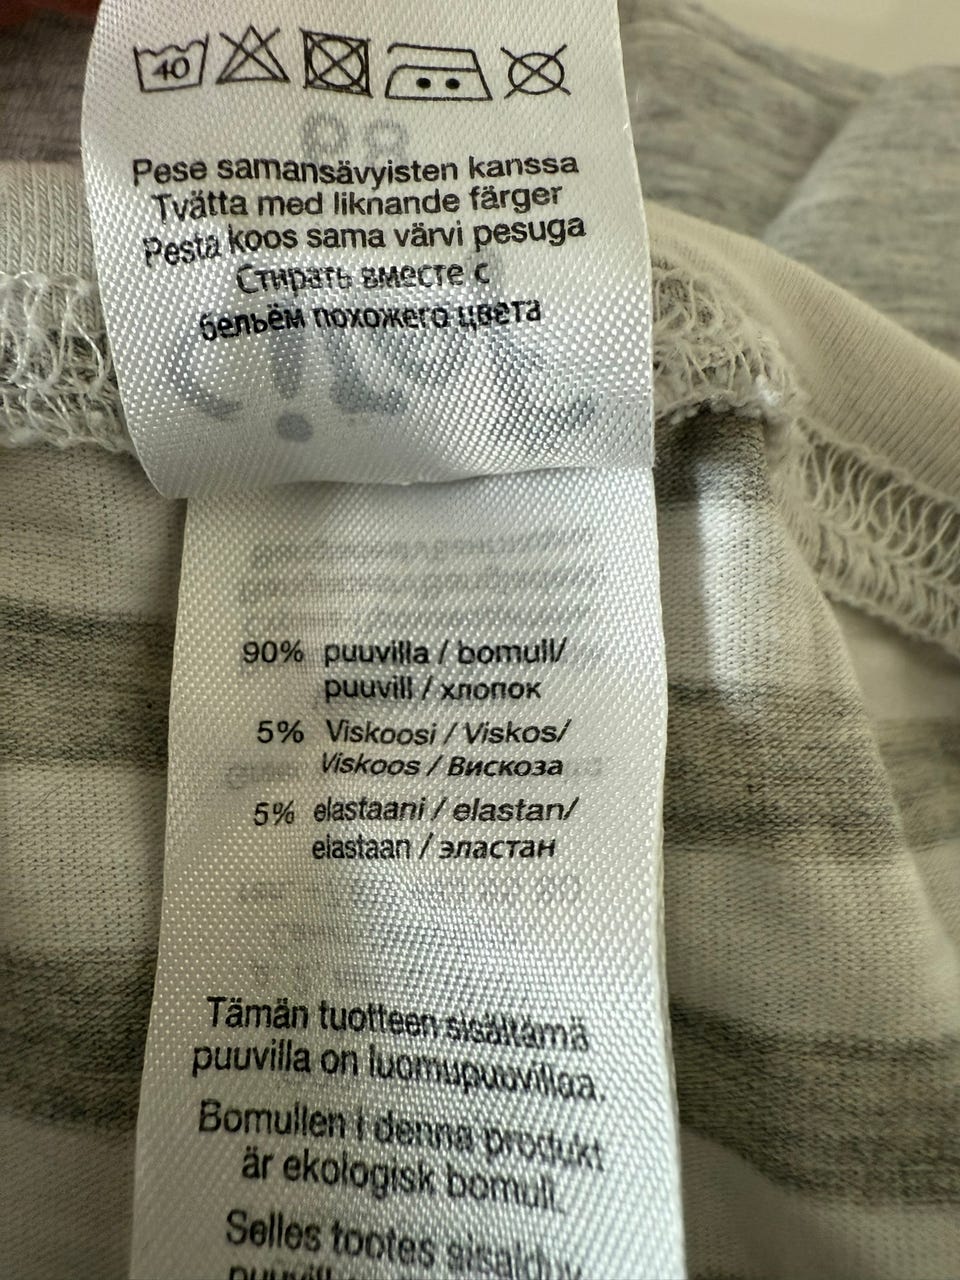 40
Pese samansävyisten kanssa
Tvätta med liknande färger
Pesta koos sama värvi pesuga
Стирать вместе с
бельём похожего цвета
90% puuvilla / bomull/
puuvill / хлопок
5% Viskoosi / Viskos/
Viskoos / Вискоза
5% elastaani / elastan/
elastaan / эластан
Tämän tuotteen sisältämä
puuvilla on luomupuuvillaa.
Bomullen i denna produkt
är ekologisk bomull.
Selles tootes sisalduv